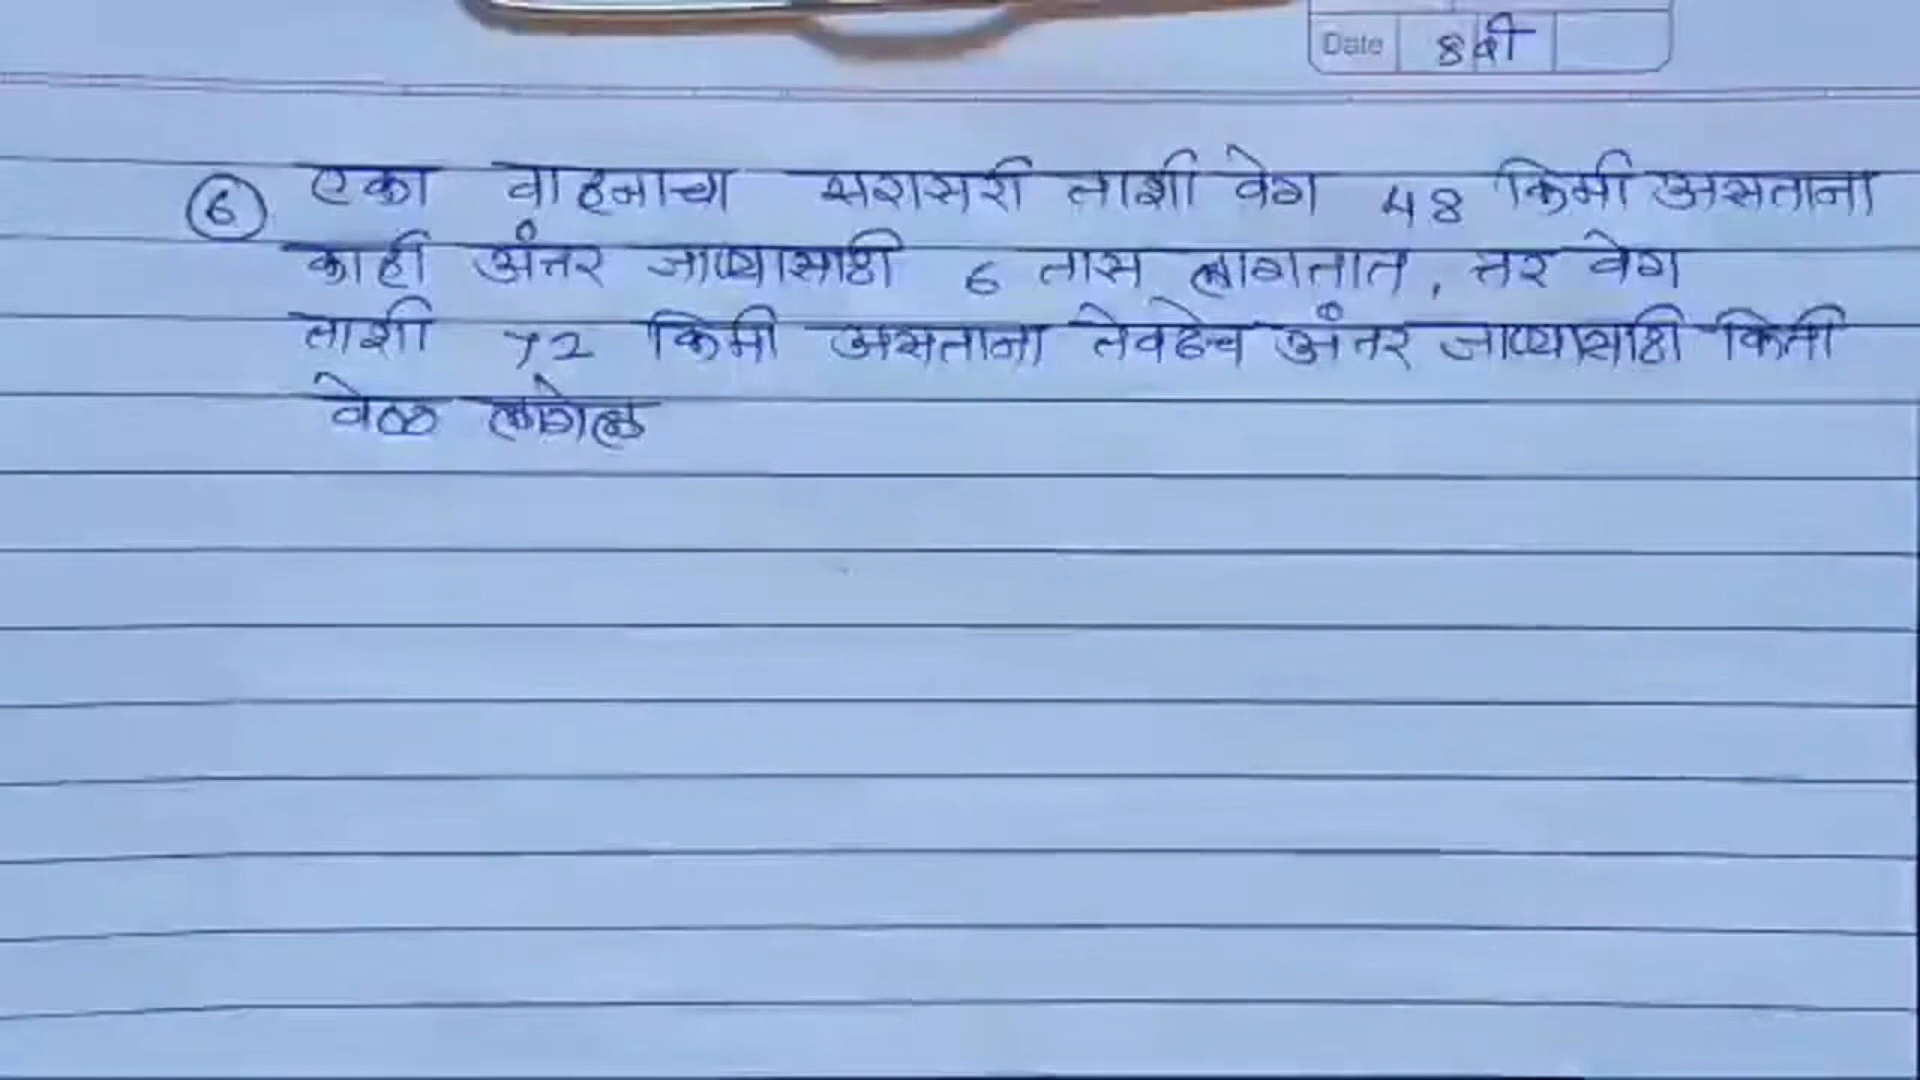 Date 8वी
6 एका वाहनाचा सरासरी ताशी वेग 48 किमी असताना
काही अंतर जाण्यासाठी 6 तास लागतात, तर वेग
ताशी 72 किमी असताना तेवढेच अंतर जाण्यासाठी किती
वेळ लागेल